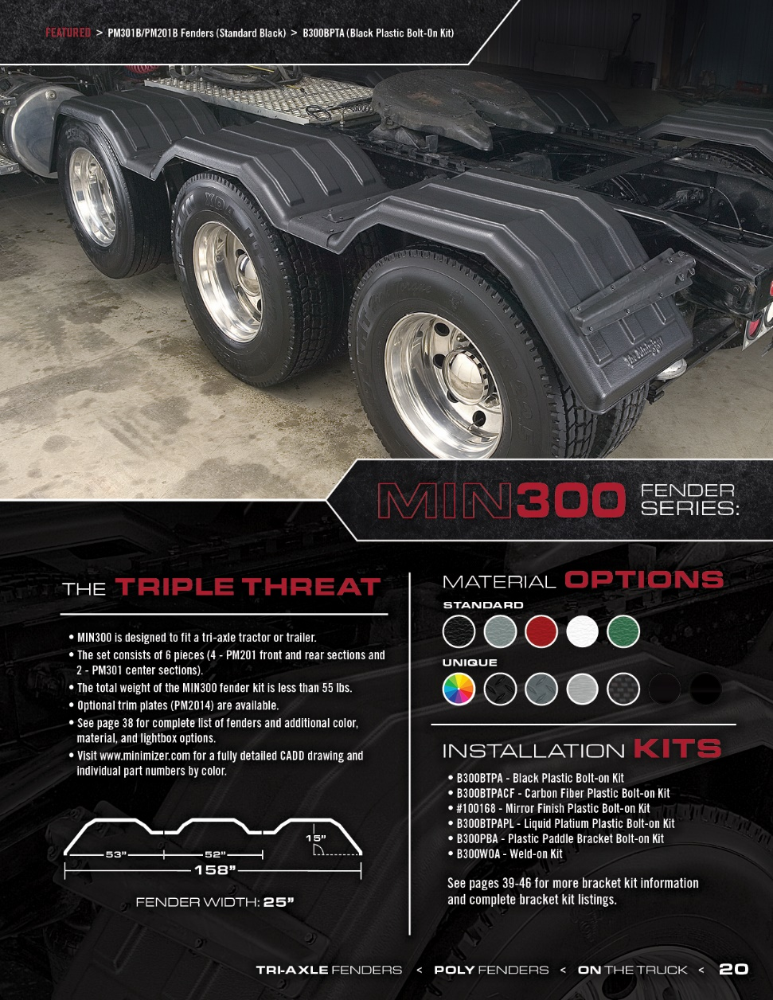 FEATURED > PM301B/PM201B Fenders (Standard Black) > B300BPTA (Black Plastic Bolt-On Kit)
MIN300 FENDER
SERIES:
THE TRIPLE THREAT
• MIN300 is designed to fit a tri-axle tractor or trailer.
• The set consists of 6 pieces (4 - PM201 front and rear sections and
2 - PM301 center sections).
• The total weight of the MIN300 fender kit is less than 55 lbs.
• Optional trim plates (PM2014) are available.
• See page 38 for complete list of fenders and additional color,
material, and lightbox options.
• Visit www.minimizer.com for a fully detailed CADD drawing and
individual part numbers by color.
15”
53” 52”
158”
FENDER WIDTH: 25”
MATERIAL OPTIONS
STANDARD
UNIQUE
INSTALLATION KITS
• B300BTPA - Black Plastic Bolt-on Kit
• B300BTPACF - Carbon Fiber Plastic Bolt-on Kit
• #100168 - Mirror Finish Plastic Bolt-on Kit
• B300BTPAPL - Liquid Platium Plastic Bolt-on Kit
• B300PBA - Plastic Paddle Bracket Bolt-on Kit
• B300WOA - Weld-on Kit
See pages 39-46 for more bracket kit information
and complete bracket kit listings.
TRI-AXLE FENDERS < POLY FENDERS < ON THE TRUCK < 20